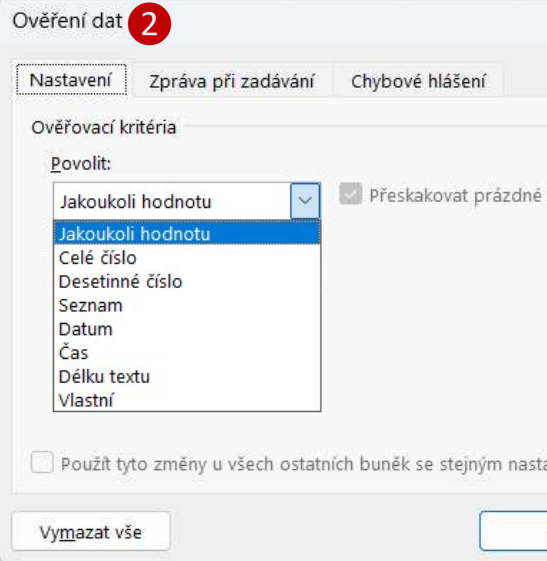 Ověření dat 2
Nastavení Zpráva při zadávání Chybové hlášení
Ověřovací kritéria
Povolit:
Jakoukoli hodnotu Přeskakovat prázdné
Jakoukoli hodnotu
Celé číslo
Desetinné číslo
Seznam
Datum
Čas
Délku textu
Vlastní
Použít tyto změny u všech ostatních buněk se stejným
Vymazat vše